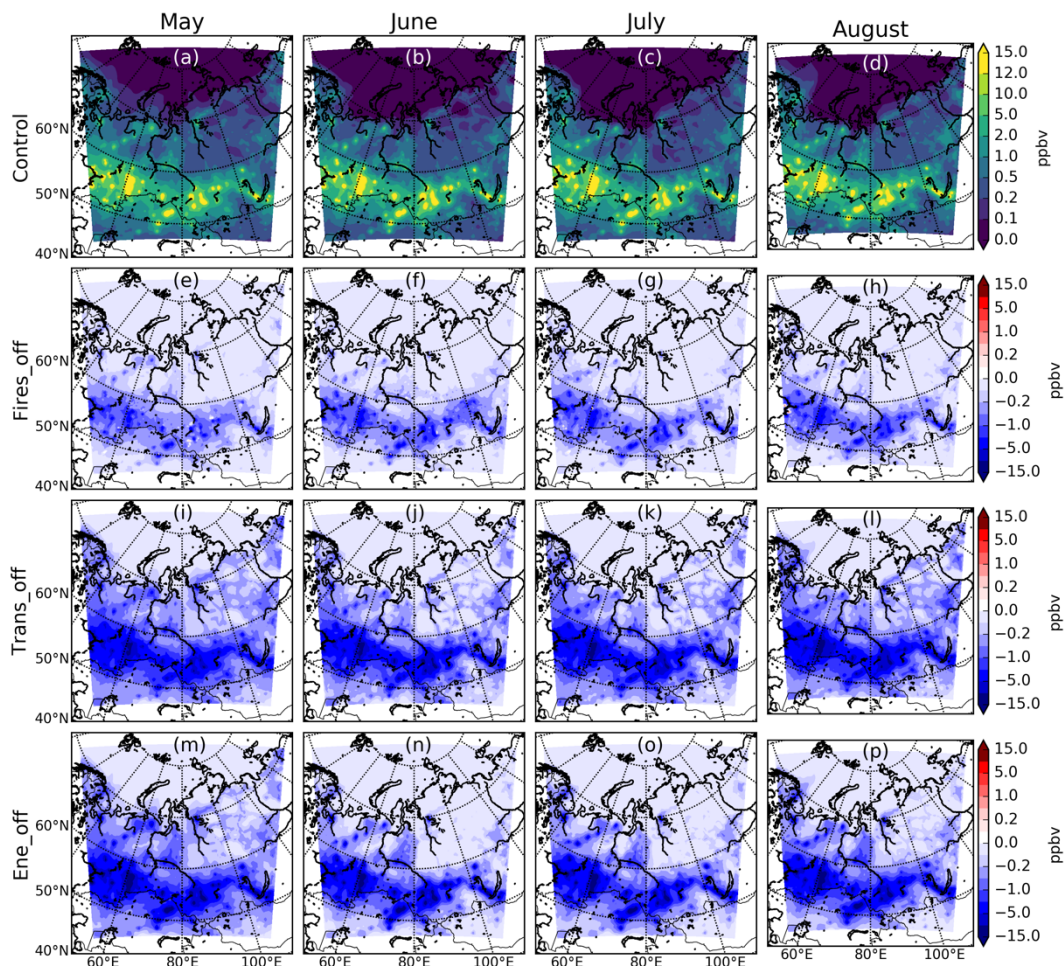 May June July August
Control
(a) (b) (c) (d)
60°N
50°N
40°N
15.0
12.0
10.0
5.0
2.0
1.0
0.5
0.2
0.1
0.0
ppbv
Fires_off
(e) (f) (g) (h)
60°N
50°N
40°N
15.0
5.0
1.0
0.2
0.0
−0.2
−1.0
−5.0
−15.0
ppbv
Trans_off
(i) (j) (k) (l)
60°N
50°N
40°N
15.0
5.0
1.0
0.2
0.0
−0.2
−1.0
−5.0
−15.0
ppbv
Ene_off
(m) (n) (o) (p)
60°N
50°N
40°N
15.0
5.0
1.0
0.2
0.0
−0.2
−1.0
−5.0
−15.0
ppbv
60°E 80°E 100°E 60°E 80°E 100°E 60°E 80°E 100°E 60°E 80°E 100°E